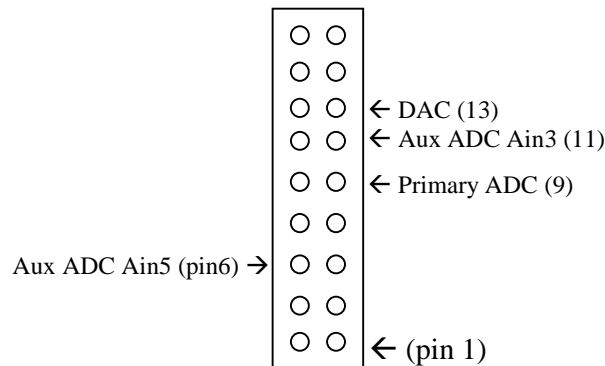 ← DAC (13)
← Aux ADC Ain3 (11)
← Primary ADC (9)
Aux ADC Ain5 (pin6) →
← (pin 1)